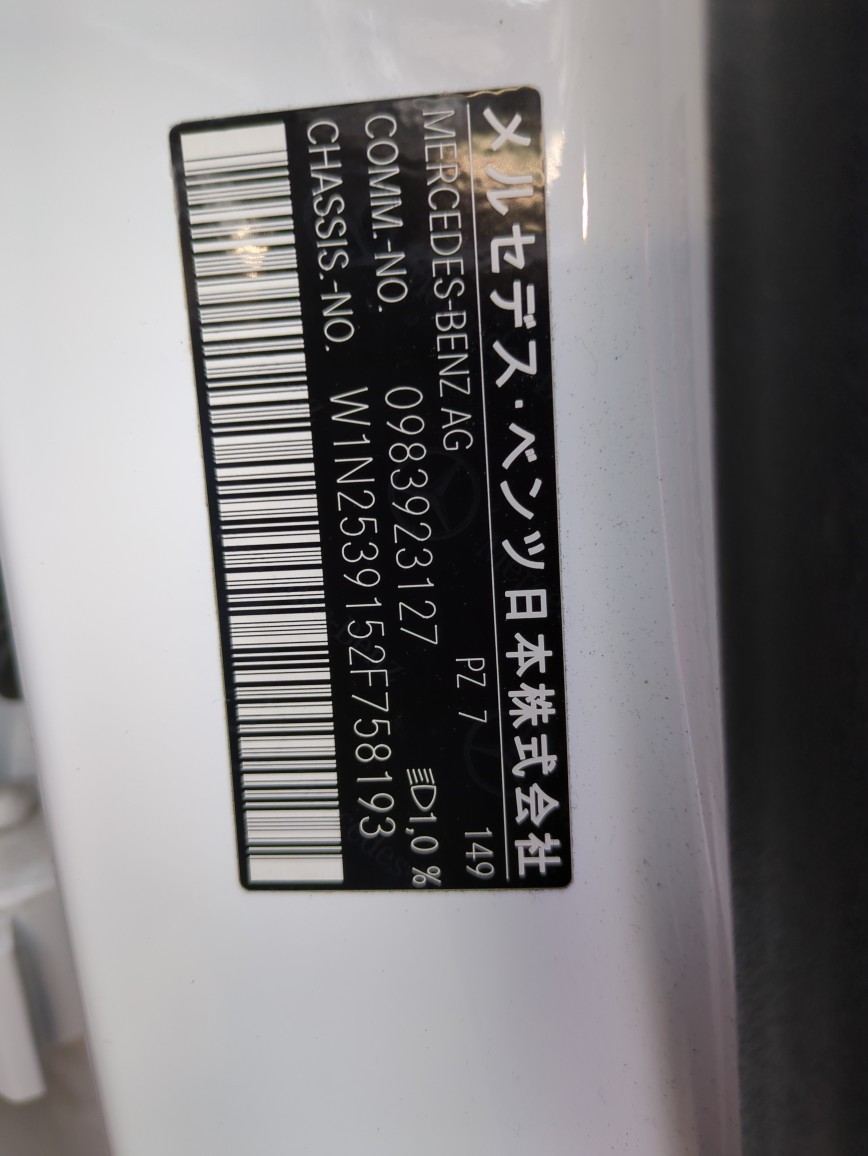 メルセデス・ベンツ日本株式会社
MERCEDES-BENZ AG PZ 7 149
COMM.-NO. 0983923127 1,0 %
CHASSIS.-NO. W1N2539152F758193